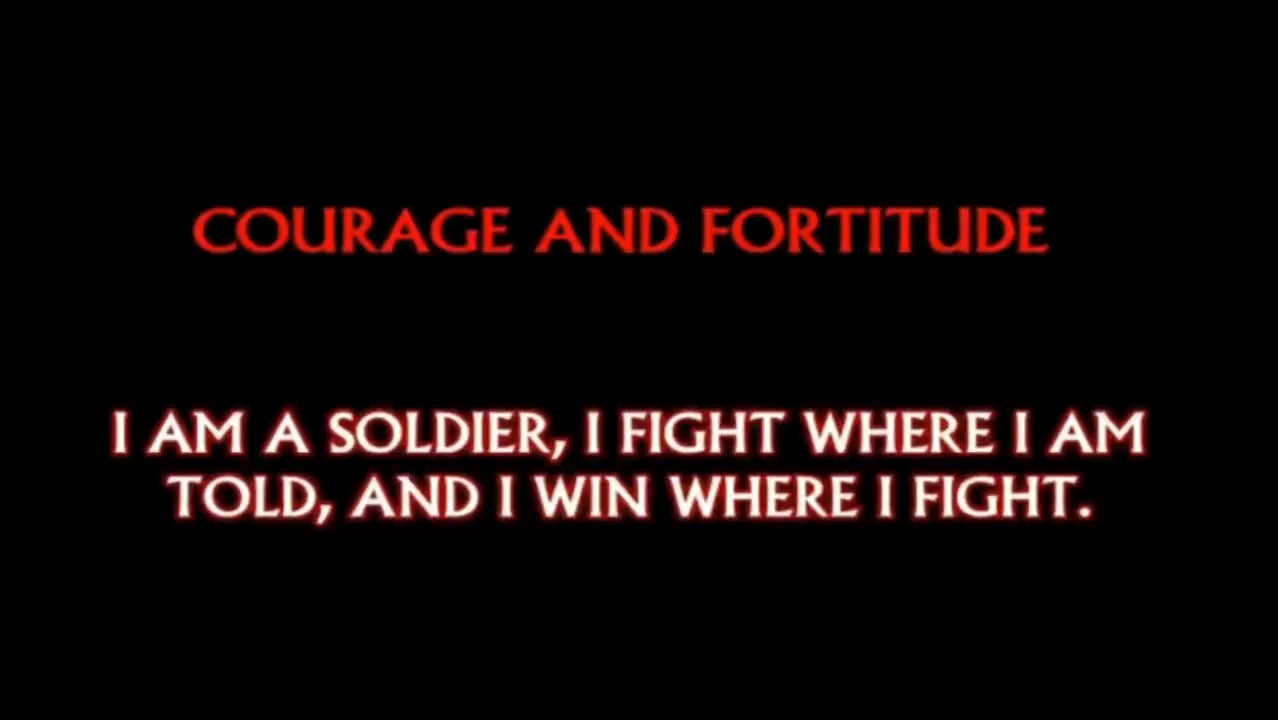 COURAGE AND FORTITUDE
I AM A SOLDIER, I FIGHT WHERE I AM
TOLD, AND I WIN WHERE I FIGHT.